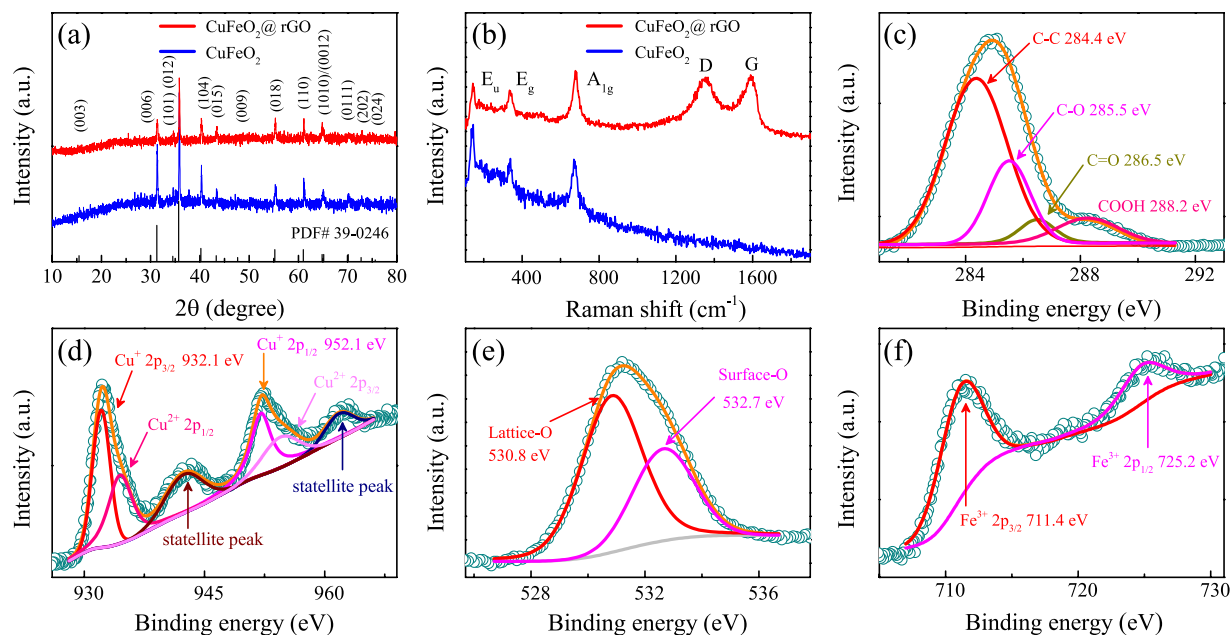 (a)
CuFeO₂@ rGO
CuFeO₂
(003)
(006)
(101)
(012)
(104)
(015)
(009)
(018)
(110)
(1010)/(0012)
(0111)
(202)
(024)
PDF# 39-0246
Intensity (a.u.)
10 20 30 40 50 60 70 80
2θ (degree)
(b)
CuFeO₂@ rGO
CuFeO₂
Eᵤ
E_g
A₁g
D
G
Intensity (a.u.)
400 800 1200 1600
Raman shift (cm⁻¹)
(c)
C-C 284.4 eV
C-O 285.5 eV
C=O 286.5 eV
COOH 288.2 eV
Intensity (a.u.)
284 288 292
Binding energy (eV)
(d)
Cu⁺ 2p₃/₂ 932.1 eV
Cu²⁺ 2p₁/₂
Cu⁺ 2p₁/₂ 952.1 eV
Cu²⁺ 2p₃/₂
statellite peak
statellite peak
Intensity (a.u.)
930 945 960
Binding energy (eV)
(e)
Lattice-O
530.8 eV
Surface-O
532.7 eV
Intensity (a.u.)
528 532 536
Binding energy (eV)
(f)
Fe³⁺ 2p₁/₂ 725.2 eV
Fe³⁺ 2p₃/₂ 711.4 eV
Intensity (a.u.)
710 720 730
Binding energy (eV)